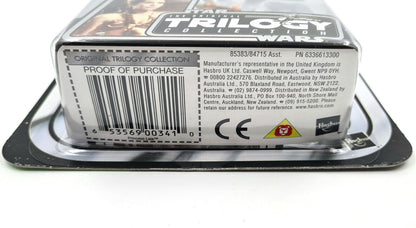 STAR
THE ORIGINAL
TRILOGY
COLLECTION
WARS
85383/84715 Asst. PN 6336613300
Manufacturer's representative in the United Kingdom is
Hasbro UK Ltd. Caswell Way, Newport, Gwent NP9 0YH.
☎ 00800 22427276. Distributed in Australia by Hasbro
Australia Ltd., 570 Blaxland Road, Eastwood, NSW 2122.
☎ (02) 9874-0999. Distributed in New Zealand by
Hasbro Australia Ltd., PO Box 100-940, North Shore Mail
Centre, Auckland, New Zealand. ☎ (09) 915-5200. Please
retain our address for future reference. www.hasbro.com
ORIGINAL TRILOGY COLLECTION
PROOF OF PURCHASE
6 53569 00341 0
CE
Hasbro